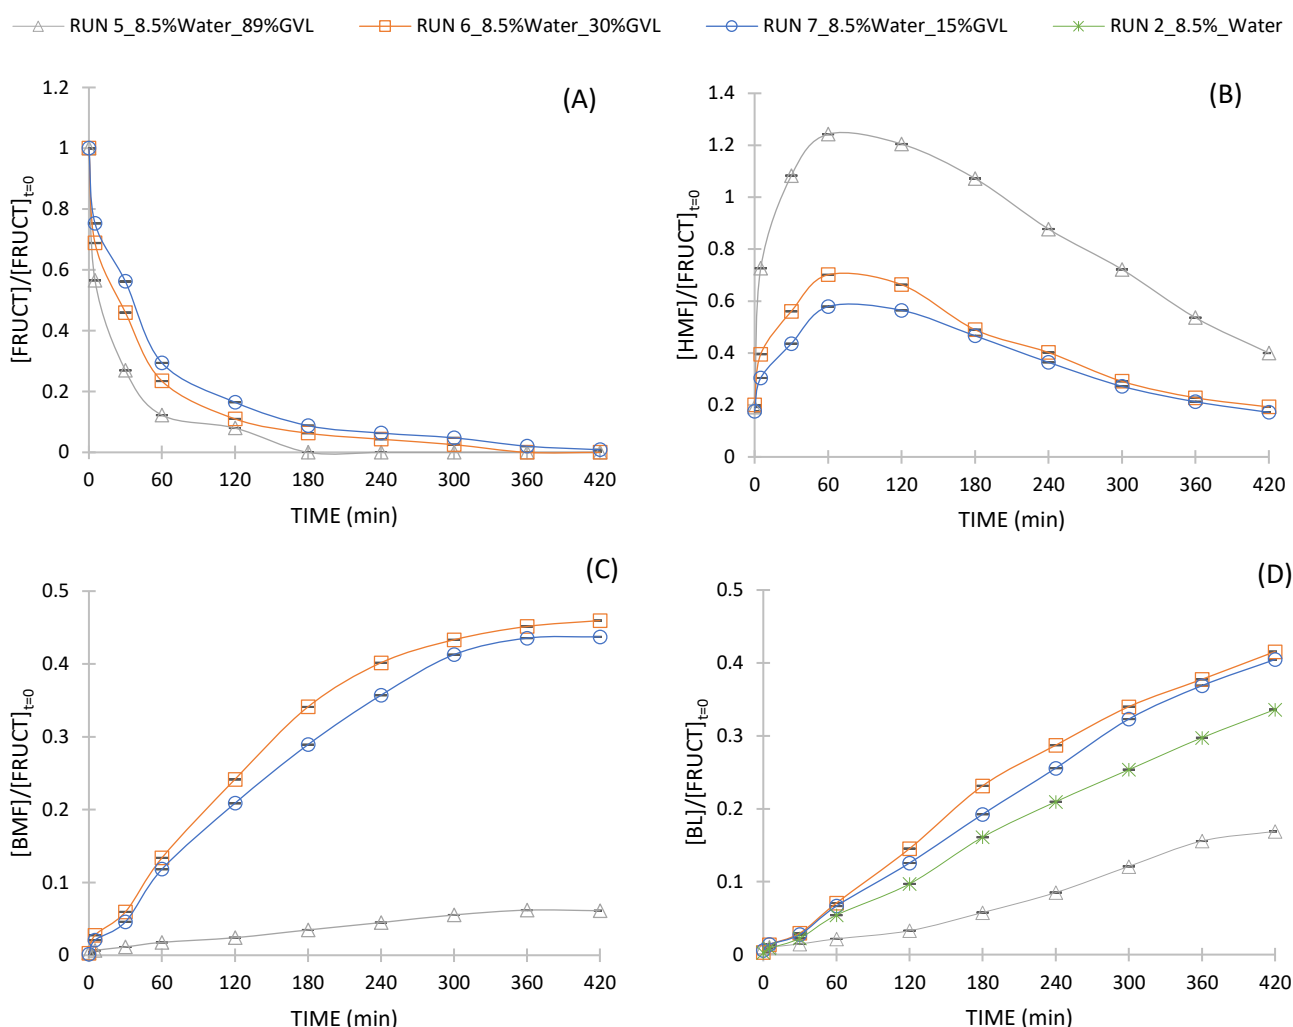 RUN 5_8.5%Water_89%GVL RUN 6_8.5%Water_30%GVL RUN 7_8.5%Water_15%GVL RUN 2_8.5%_Water
(A)
1.2
1
0.8
0.6
0.4
0.2
0
0 60 120 180 240 300 360 420
TIME (min)
[FRUCT]/[FRUCT]t=0
(B)
1.4
1.2
1
0.8
0.6
0.4
0.2
0
0 60 120 180 240 300 360 420
TIME (min)
[HMF]/[FRUCT]t=0
(C)
0.5
0.4
0.3
0.2
0.1
0
0 60 120 180 240 300 360 420
TIME (min)
[BMF]/[FRUCT]t=0
(D)
0.5
0.4
0.3
0.2
0.1
0
0 60 120 180 240 300 360 420
TIME (min)
[BL]/[FRUCT]t=0